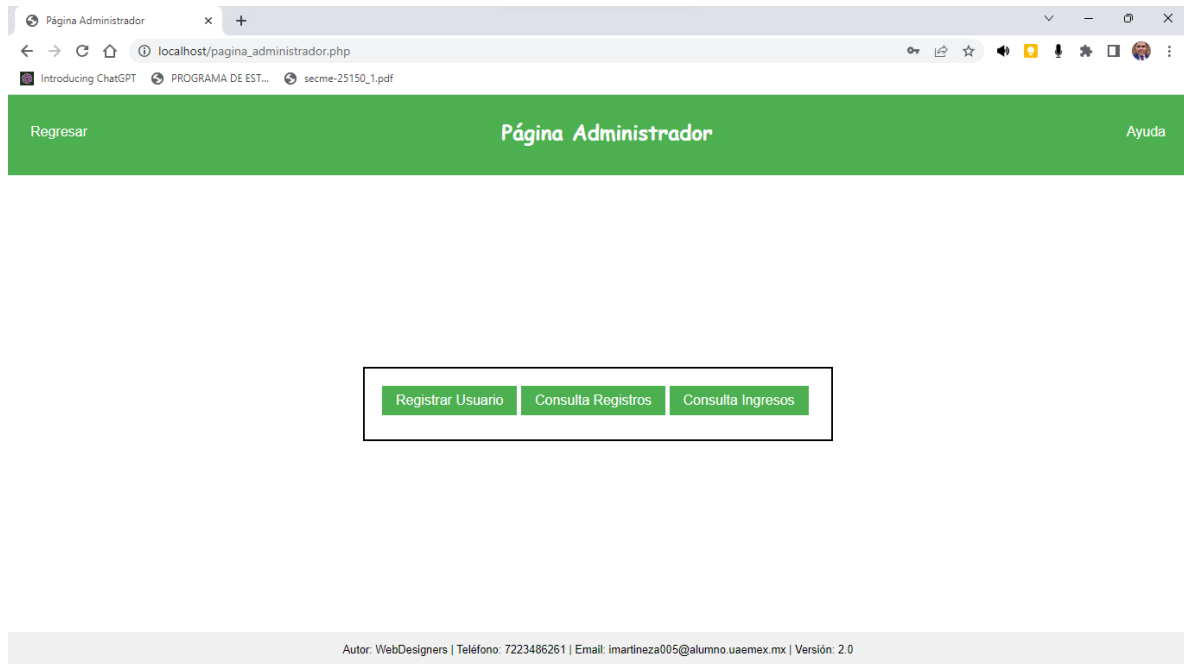 Página Administrador
localhost/pagina_administrador.php
Introducing ChatGPT PROGRAMA DE EST... secme-25150_1.pdf
Regresar Página Administrador Ayuda
Registrar Usuario Consulta Registros Consulta Ingresos
Autor: WebDesigners | Teléfono: 7223486261 | Email: imartineza005@alumno.uaemex.mx | Versión: 2.0